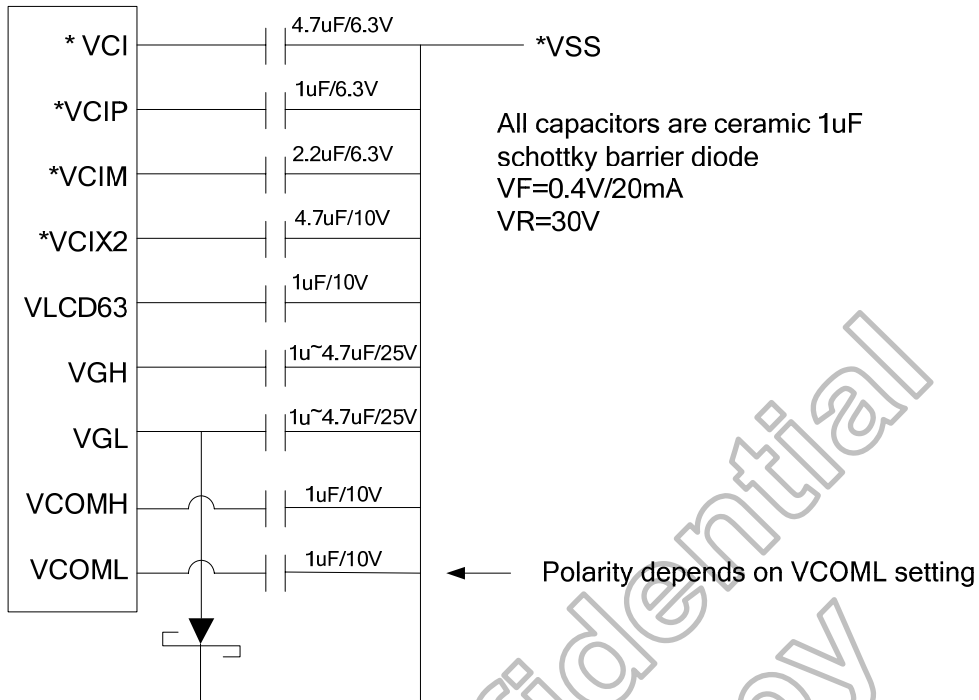 * VCI
4.7uF/6.3V
*VSS
*VCIP
1uF/6.3V
*VCIM
2.2uF/6.3V
*VCIX2
4.7uF/10V
VLCD63
1uF/10V
VGH
1u~4.7uF/25V
VGL
1u~4.7uF/25V
VCOMH
1uF/10V
VCOML
1uF/10V
All capacitors are ceramic 1uF
schottky barrier diode
VF=0.4V/20mA
VR=30V
Polarity depends on VCOML setting